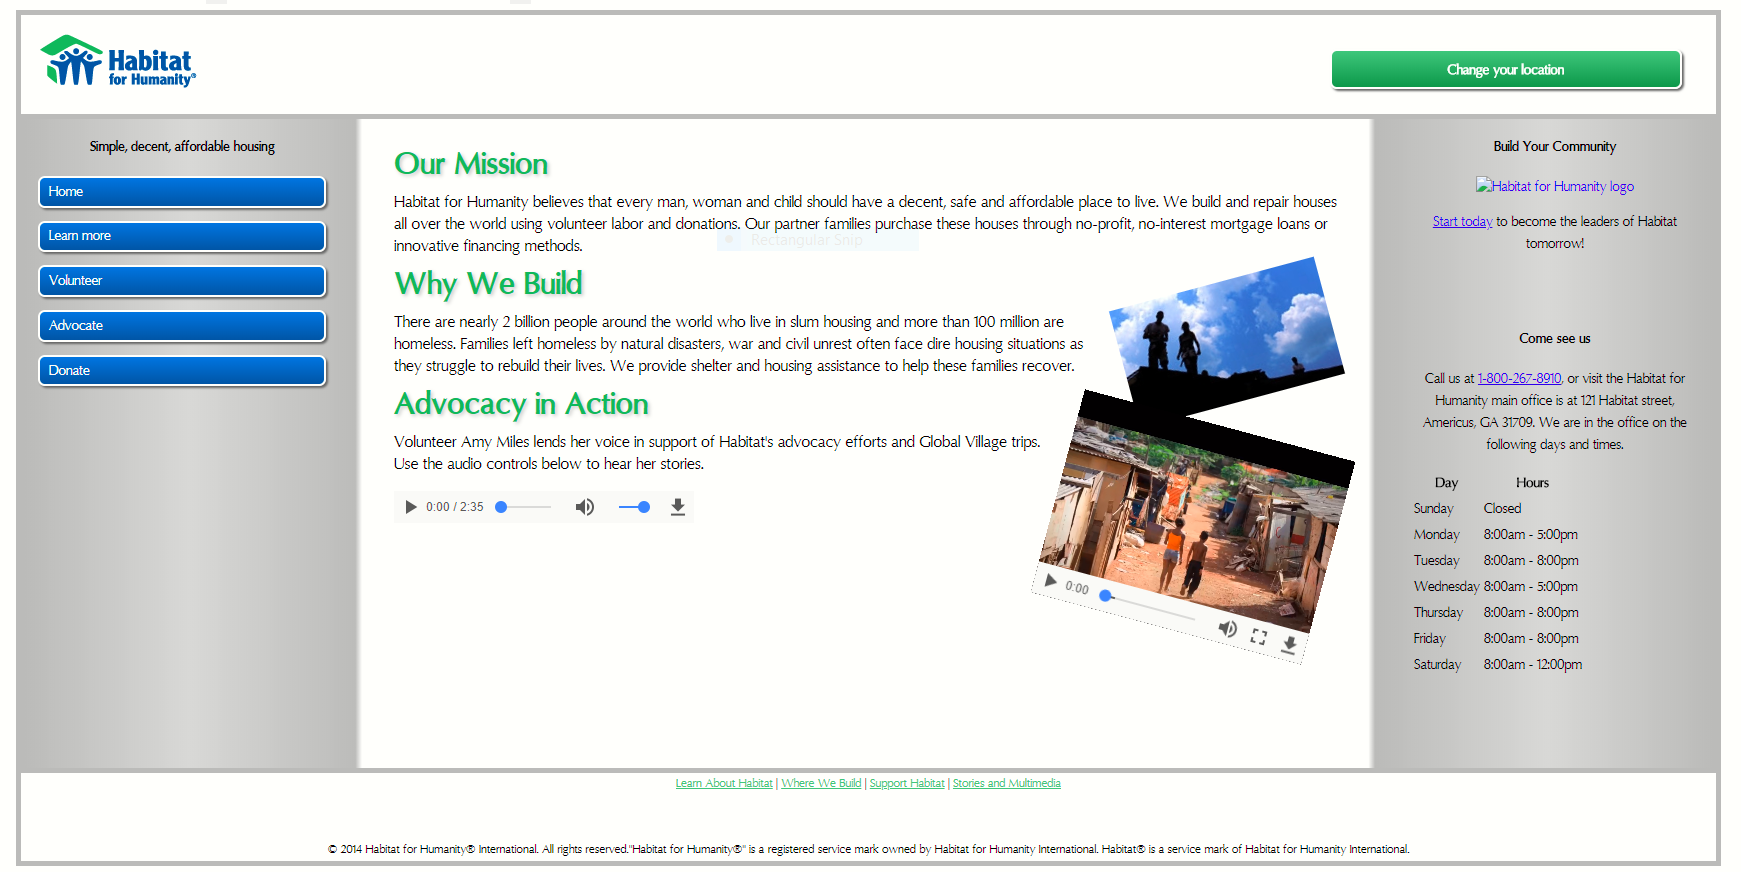 Habitat
for Humanity®
Change your location
Simple, decent, affordable housing
Home
Learn more
Volunteer
Advocate
Donate
Our Mission
Habitat for Humanity believes that every man, woman and child should have a decent, safe and affordable place to live. We build and repair houses
all over the world using volunteer labor and donations. Our partner families purchase these houses through no-profit, no-interest mortgage loans or
innovative financing methods.
Rectangular Snip
Why We Build
There are nearly 2 billion people around the world who live in slum housing and more than 100 million are
homeless. Families left homeless by natural disasters, war and civil unrest often face dire housing situations as
they struggle to rebuild their lives. We provide shelter and housing assistance to help these families recover.
Advocacy in Action
Volunteer Amy Miles lends her voice in support of Habitat's advocacy efforts and Global Village trips.
Use the audio controls below to hear her stories.
0:00 / 2:35
0:00
Build Your Community
Habitat for Humanity logo
Start today to become the leaders of Habitat
tomorrow!
Come see us
Call us at 1-800-267-8910, or visit the Habitat for
Humanity main office is at 121 Habitat street,
Americus, GA 31709. We are in the office on the
following days and times.
Day Hours
Sunday Closed
Monday 8:00am - 5:00pm
Tuesday 8:00am - 8:00pm
Wednesday 8:00am - 5:00pm
Thursday 8:00am - 8:00pm
Friday 8:00am - 8:00pm
Saturday 8:00am - 12:00pm
Learn About Habitat | Where We Build | Support Habitat | Stories and Multimedia
© 2014 Habitat for Humanity® International. All rights reserved."Habitat for Humanity®" is a registered service mark owned by Habitat for Humanity International. Habitat® is a service mark of Habitat for Humanity International.